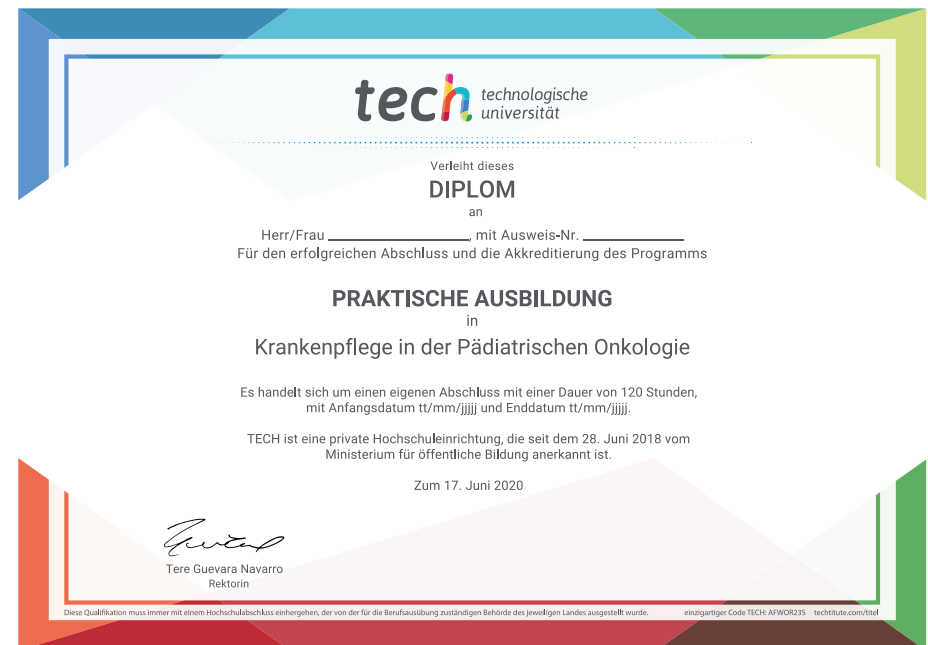 tech technologische
universität
Verleiht dieses
DIPLOM
an
Herr/Frau ____________, mit Ausweis-Nr. ____________
Für den erfolgreichen Abschluss und die Akkreditierung des Programms
PRAKTISCHE AUSBILDUNG
in
Krankenpflege in der Pädiatrischen Onkologie
Es handelt sich um einen eigenen Abschluss mit einer Dauer von 120 Stunden,
mit Anfangsdatum tt/mm/jjjjj und Enddatum tt/mm/jjjjj.
TECH ist eine private Hochschuleinrichtung, die seit dem 28. Juni 2018 vom
Ministerium für öffentliche Bildung anerkannt ist.
Zum 17. Juni 2020
Tere Guevara Navarro
Rektorin
Diese Qualifikation muss immer mit einem Hochschulabschluss einhergehen, der von der für die Berufsausübung zuständigen Behörde des jeweiligen Landes ausgestellt wurde. einzigartiger Code TECH: AFWOR23S techtitute.com/titel